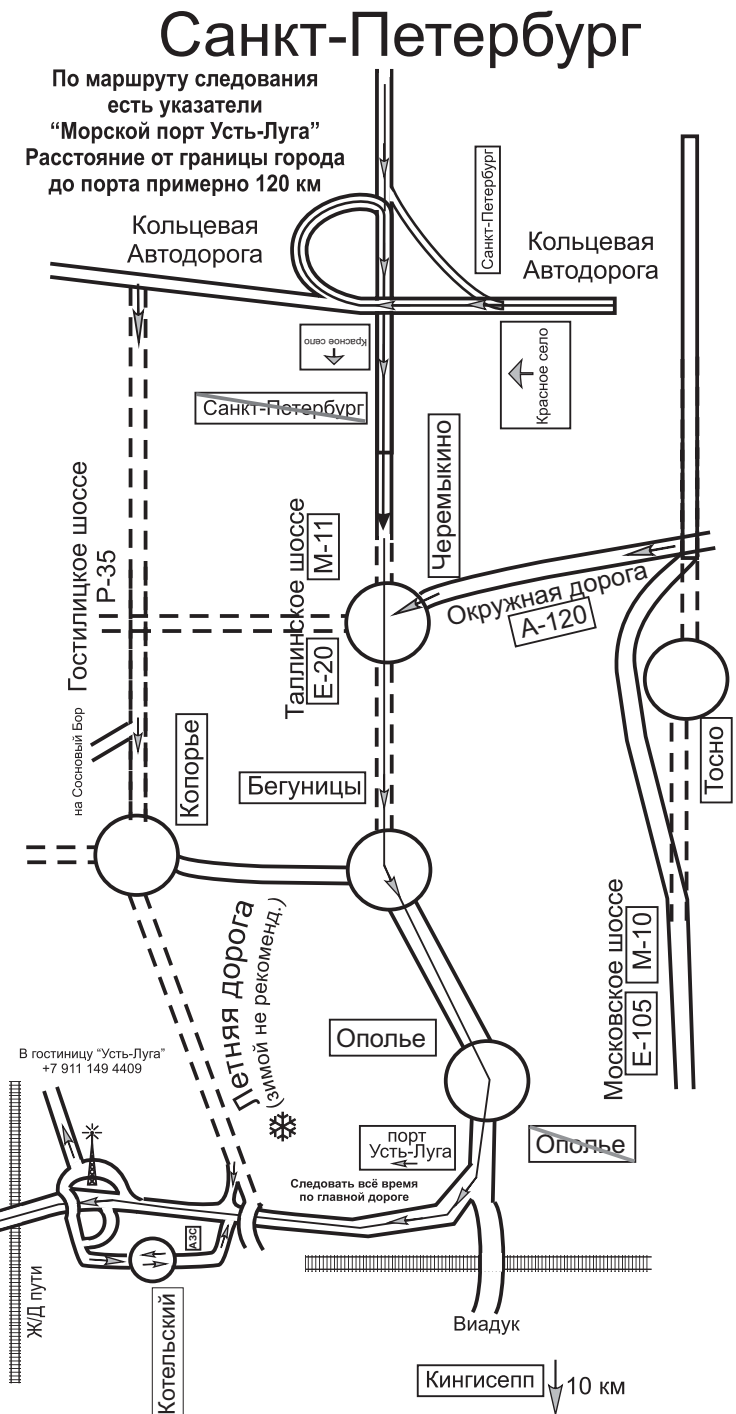 Санкт-Петербург
По маршруту следования
есть указатели
“Морской порт Усть-Луга”
Расстояние от границы города
до порта примерно 120 км
Кольцевая
Автодорога
Санкт-Петербург
Кольцевая
Автодорога
Красное село
Красное село
Санкт-Петербург
Черемыкино
Гостилицкое шоссе
Р-35
Таллинское шоссе
М-11
Е-20
Окружная дорога
А-120
на Сосновый Бор
Копорье
Бегуницы
Тосно
Московское шоссе
М-10
Е-105
Летняя дорога
(зимой не рекоменд.)
Ополье
В гостиницу “Усть-Луга”
+7 911 149 4409
порт
Усть-Луга
Ополье
Следовать всё время
по главной дороге
АЗС
Ж/Д пути
Котельский
Виадук
Кингисепп
10 км